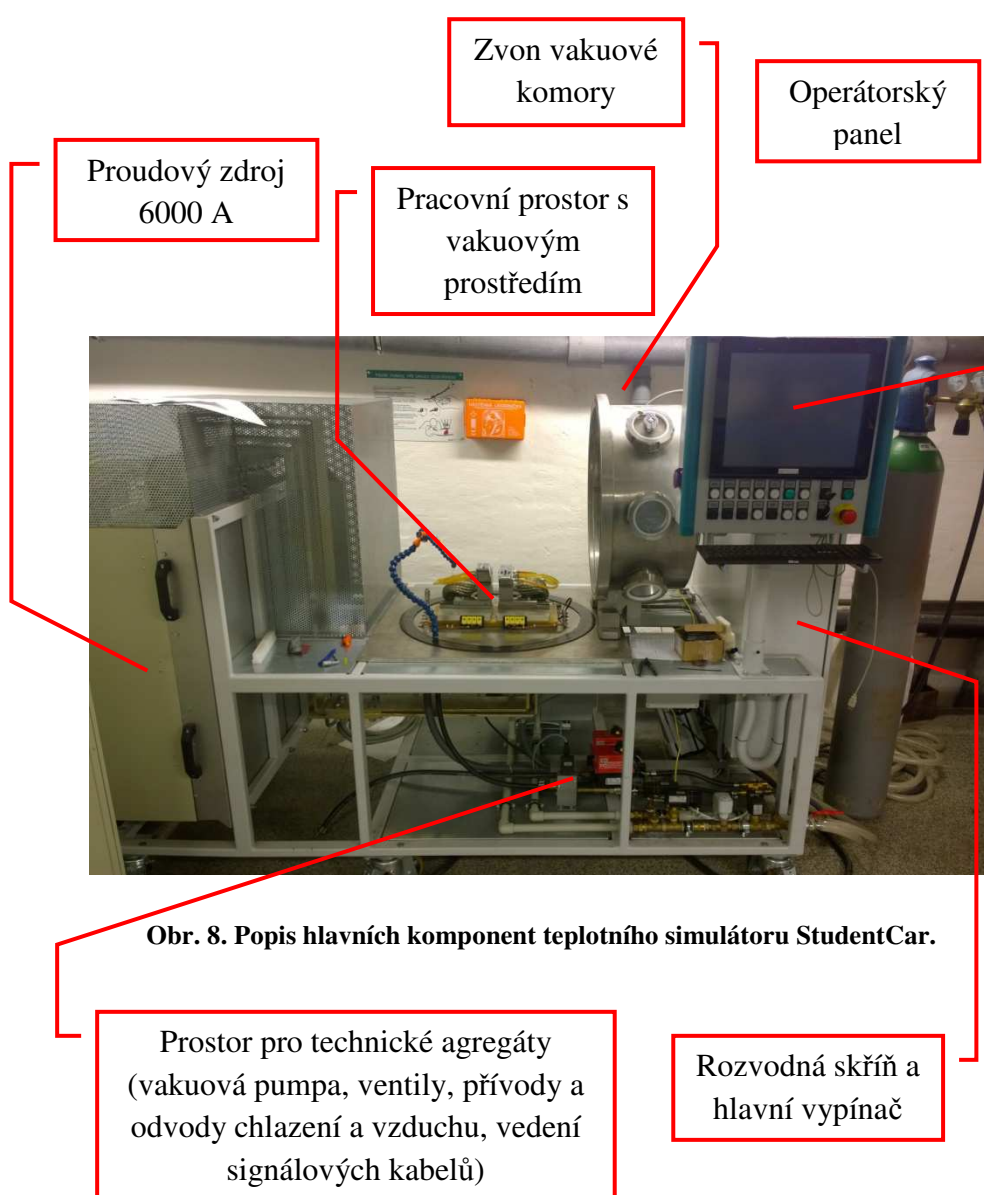 Zvon vakuové
komory
Operátorský
panel
Proudový zdroj
6000 A
Pracovní prostor s
vakuovým
prostředím
Obr. 8. Popis hlavních komponent teplotního simulátoru StudentCar.
Prostor pro technické agregáty
(vakuová pumpa, ventily, přívody a
odvody chlazení a vzduchu, vedení
signálových kabelů)
Rozvodná skříň a
hlavní vypínač